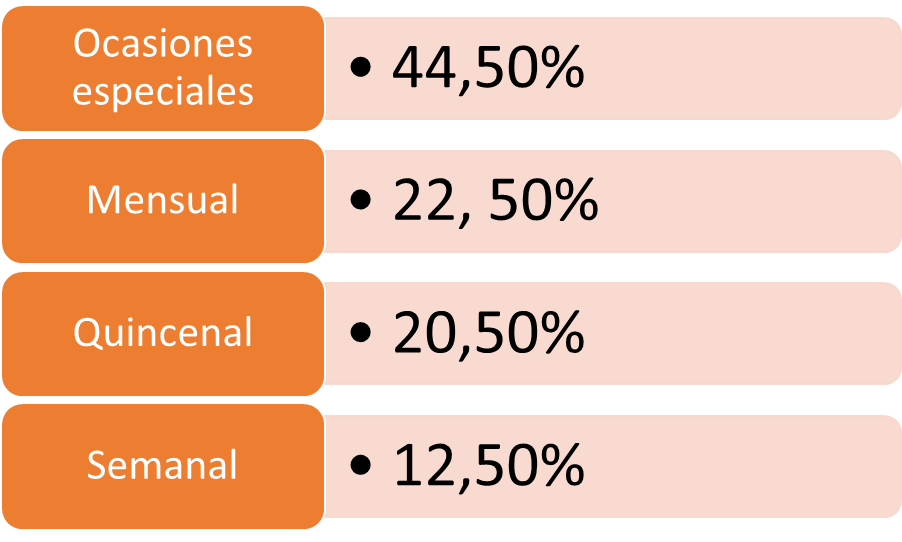 Ocasiones
especiales
• 44,50%
Mensual
• 22, 50%
Quincenal
• 20,50%
Semanal
• 12,50%